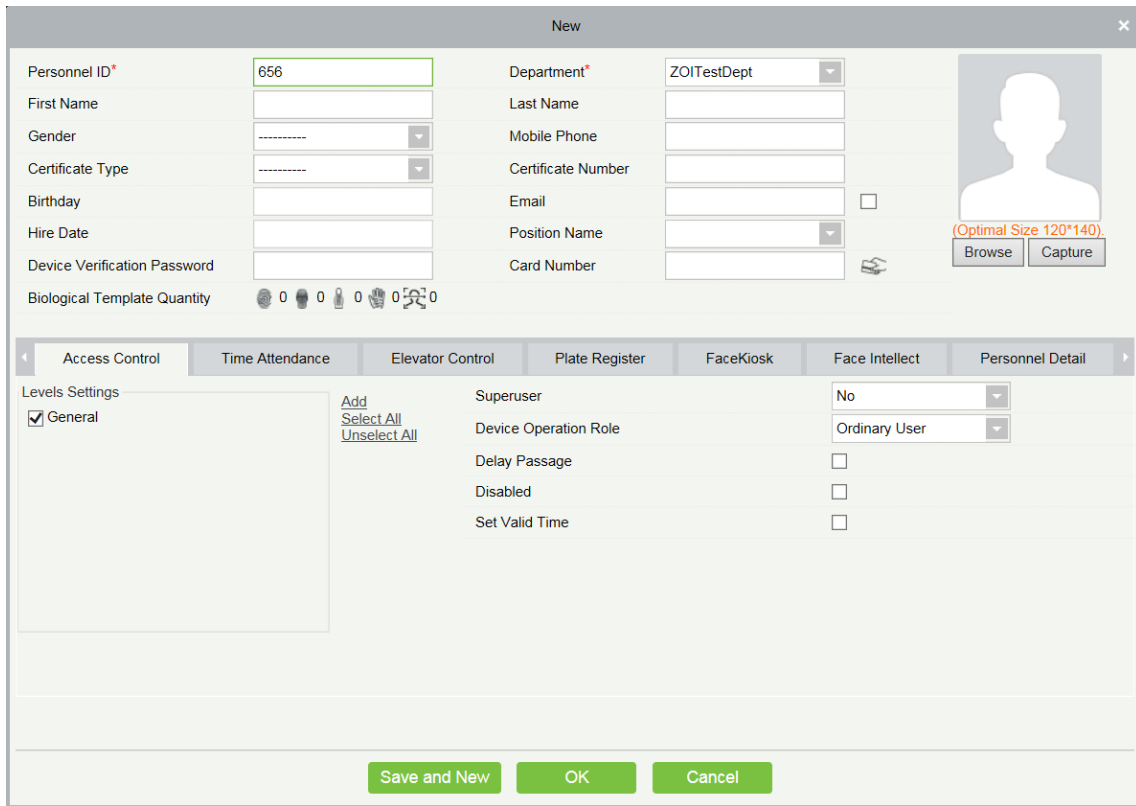 New
Personnel ID* 656 Department* ZOITestDept
First Name Last Name
Gender ---------- Mobile Phone
Certificate Type ---------- Certificate Number
Birthday Email
Hire Date Position Name (Optimal Size 120*140).
Device Verification Password Card Number Browse Capture
Biological Template Quantity 0 0 0 0 0
Access Control Time Attendance Elevator Control Plate Register FaceKiosk Face Intellect Personnel Detail
Levels Settings
General
Add
Select All
Unselect All
Superuser No
Device Operation Role Ordinary User
Delay Passage
Disabled
Set Valid Time
Save and New OK Cancel